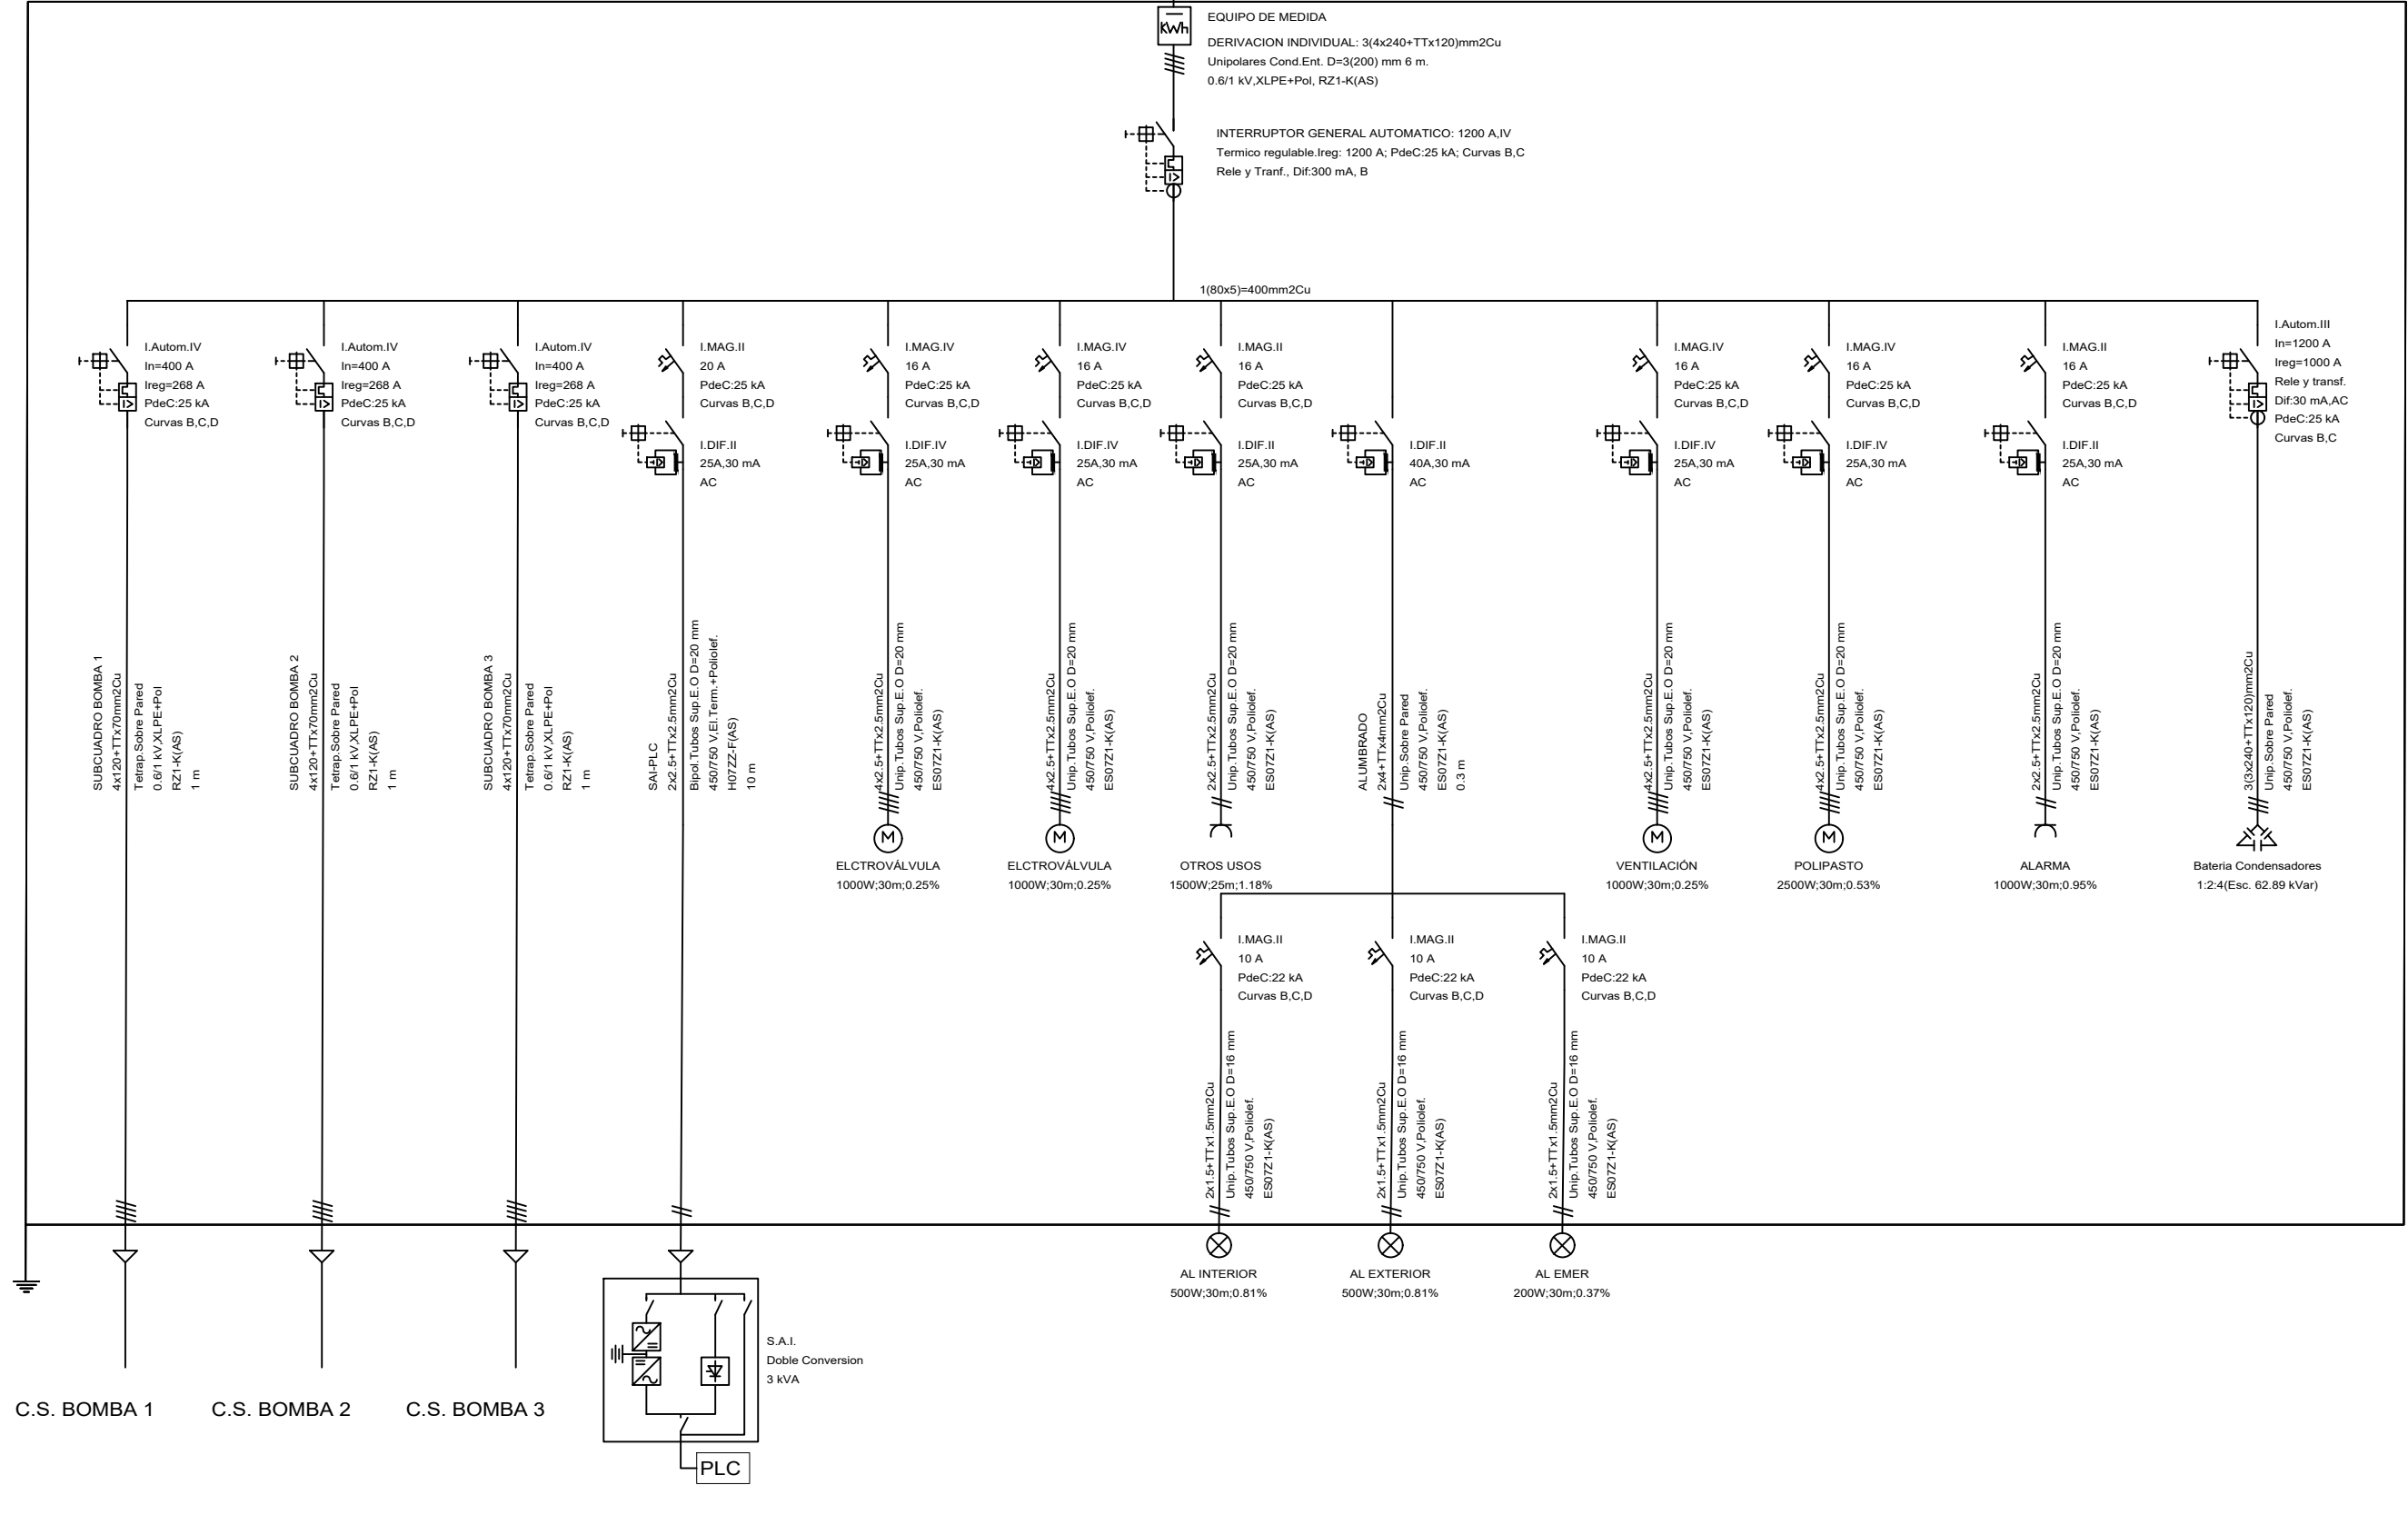 KWh
EQUIPO DE MEDIDA
DERIVACION INDIVIDUAL: 3(4x240+TTx120)mm2Cu
Unipolares Cond.Ent. D=3(200) mm 6 m.
0.6/1 kV,XLPE+Pol, RZ1-K(AS)
INTERRUPTOR GENERAL AUTOMATICO: 1200 A,IV
Termico regulable.Ireg: 1200 A; PdeC:25 kA; Curvas B,C
Rele y Tranf., Dif:300 mA, B
1(80x5)=400mm2Cu
I.Autom.IV
In=400 A
Ireg=268 A
PdeC:25 kA
Curvas B,C,D
I.Autom.IV
In=400 A
Ireg=268 A
PdeC:25 kA
Curvas B,C,D
I.Autom.IV
In=400 A
Ireg=268 A
PdeC:25 kA
Curvas B,C,D
I.MAG.II
20 A
PdeC:25 kA
Curvas B,C,D
I.DIF.II
25A,30 mA
AC
I.MAG.IV
16 A
PdeC:25 kA
Curvas B,C,D
I.DIF.IV
25A,30 mA
AC
I.MAG.IV
16 A
PdeC:25 kA
Curvas B,C,D
I.DIF.IV
25A,30 mA
AC
I.MAG.II
16 A
PdeC:25 kA
Curvas B,C,D
I.DIF.II
25A,30 mA
AC
I.DIF.II
40A,30 mA
AC
I.MAG.IV
16 A
PdeC:25 kA
Curvas B,C,D
I.DIF.IV
25A,30 mA
AC
I.MAG.IV
16 A
PdeC:25 kA
Curvas B,C,D
I.DIF.IV
25A,30 mA
AC
I.MAG.II
16 A
PdeC:25 kA
Curvas B,C,D
I.DIF.II
25A,30 mA
AC
I.Autom.III
In=1200 A
Ireg=1000 A
Rele y transf.
Dif:30 mA,AC
PdeC:25 kA
Curvas B,C
SUBCUADRO BOMBA 1
4x120+TTx70mm2Cu
Tetrap.Sobre Pared
0.6/1 kV,XLPE+Pol
RZ1-K(AS)
1 m
SUBCUADRO BOMBA 2
4x120+TTx70mm2Cu
Tetrap.Sobre Pared
0.6/1 kV,XLPE+Pol
RZ1-K(AS)
1 m
SUBCUADRO BOMBA 3
4x120+TTx70mm2Cu
Tetrap.Sobre Pared
0.6/1 kV,XLPE+Pol
RZ1-K(AS)
1 m
SAI-PLC
2x2.5+TTx2.5mm2Cu
Bipol.Tubos Sup.E.O D=20 mm
450/750 V,El.Term.+Poliolef.
H07ZZ-F(AS)
10 m
4x2.5+TTx2.5mm2Cu
Unip.Tubos Sup.E.O D=20 mm
450/750 V,Poliolef.
ES07Z1-K(AS)
4x2.5+TTx2.5mm2Cu
Unip.Tubos Sup.E.O D=20 mm
450/750 V,Poliolef.
ES07Z1-K(AS)
2x2.5+TTx2.5mm2Cu
Unip.Tubos Sup.E.O D=20 mm
450/750 V,Poliolef.
ES07Z1-K(AS)
ALUMBRADO
2x4+TTx4mm2Cu
Unip.Sobre Pared
450/750 V,Poliolef.
ES07Z1-K(AS)
0.3 m
4x2.5+TTx2.5mm2Cu
Unip.Tubos Sup.E.O D=20 mm
450/750 V,Poliolef.
ES07Z1-K(AS)
4x2.5+TTx2.5mm2Cu
Unip.Tubos Sup.E.O D=20 mm
450/750 V,Poliolef.
ES07Z1-K(AS)
2x2.5+TTx2.5mm2Cu
Unip.Tubos Sup.E.O D=20 mm
450/750 V,Poliolef.
ES07Z1-K(AS)
3(3x240+TTx120)mm2Cu
Unip.Sobre Pared
450/750 V,Poliolef.
ES07Z1-K(AS)
M
ELCTROVÁLVULA
1000W;30m;0.25%
M
ELCTROVÁLVULA
1000W;30m;0.25%
OTROS USOS
1500W;25m;1.18%
M
VENTILACIÓN
1000W;30m;0.25%
M
POLIPASTO
2500W;30m;0.53%
ALARMA
1000W;30m;0.95%
Bateria Condensadores
1:2:4(Esc. 62.89 kVar)
I.MAG.II
10 A
PdeC:22 kA
Curvas B,C,D
I.MAG.II
10 A
PdeC:22 kA
Curvas B,C,D
I.MAG.II
10 A
PdeC:22 kA
Curvas B,C,D
2x1.5+TTx1.5mm2Cu
Unip.Tubos Sup.E.O D=16 mm
450/750 V,Poliolef.
ES07Z1-K(AS)
2x1.5+TTx1.5mm2Cu
Unip.Tubos Sup.E.O D=16 mm
450/750 V,Poliolef.
ES07Z1-K(AS)
2x1.5+TTx1.5mm2Cu
Unip.Tubos Sup.E.O D=16 mm
450/750 V,Poliolef.
ES07Z1-K(AS)
AL INTERIOR
500W;30m;0.81%
AL EXTERIOR
500W;30m;0.81%
AL EMER
200W;30m;0.37%
S.A.I.
Doble Conversion
3 kVA
C.S. BOMBA 1
C.S. BOMBA 2
C.S. BOMBA 3
PLC